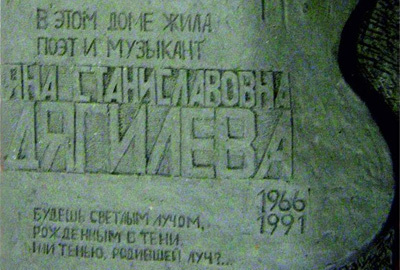 В ЭТОМ ДОМЕ ЖИЛА
ПОЭТ И МУЗЫКАНТ
ЯНА СТАНИСЛАВОВНА
ДЯГИЛЕВА
1966
1991
БУДЕШЬ СВЕТЛЫМ ЛУЧОМ,
РОЖДЕННЫМ В ТЕНИ,
ИЛИ ТЕНЬЮ, РОДИВШЕЙ ЛУЧ?...